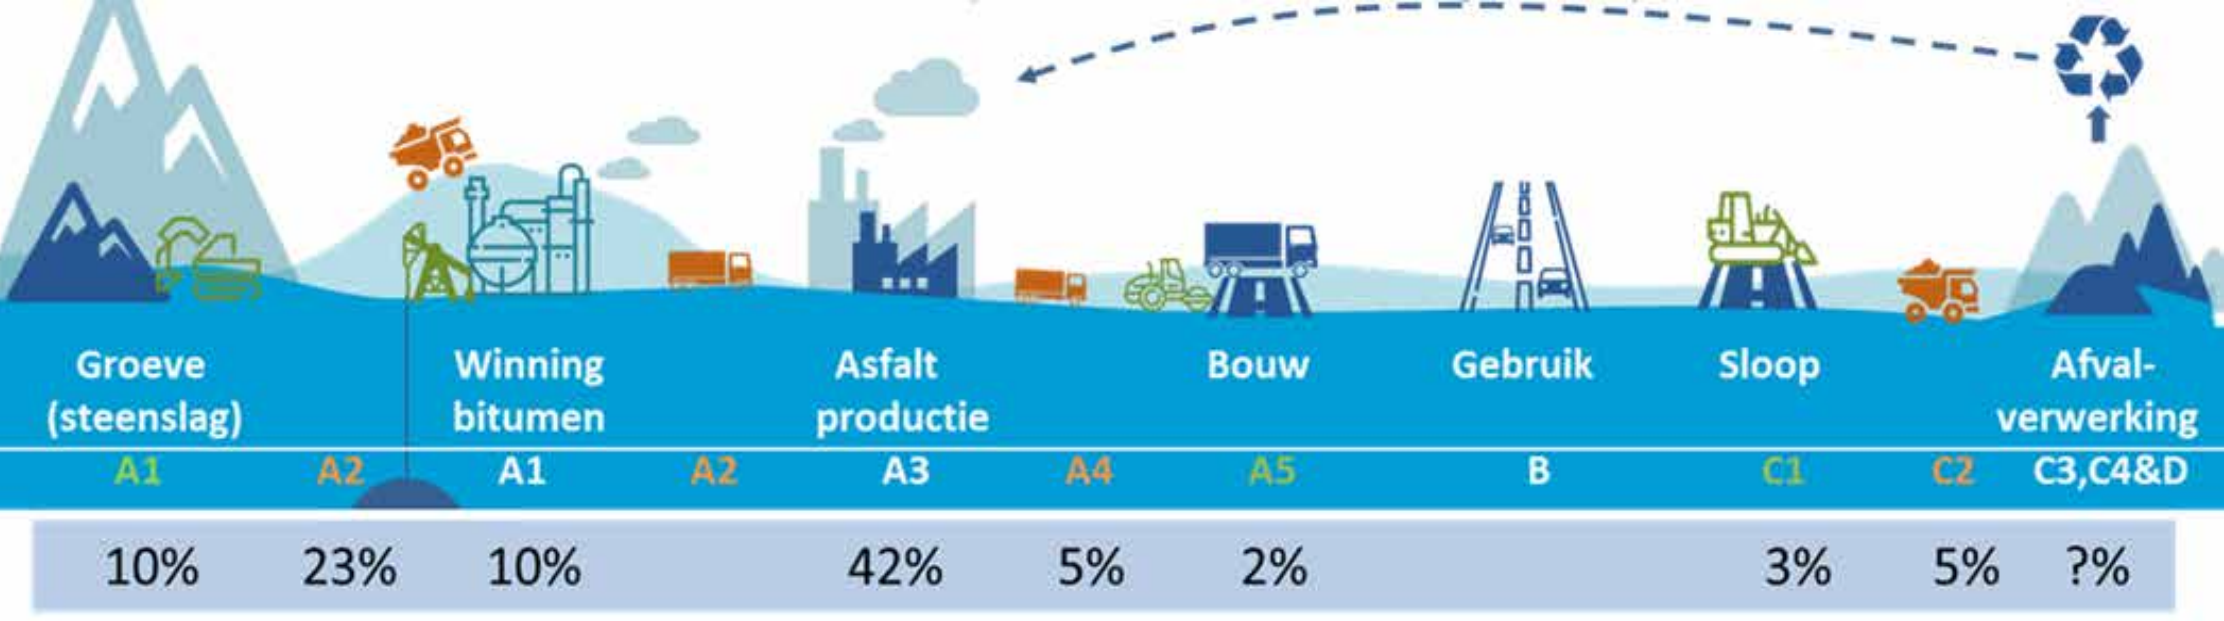 Groeve
(steenslag)
Winning
bitumen
Asfalt
productie
Bouw
Gebruik
Sloop
Afval-
verwerking
A1 A2 A1 A2 A3 A4 A5 B C1 C2 C3,C4&D
10% 23% 10% 42% 5% 2% 3% 5% ?%